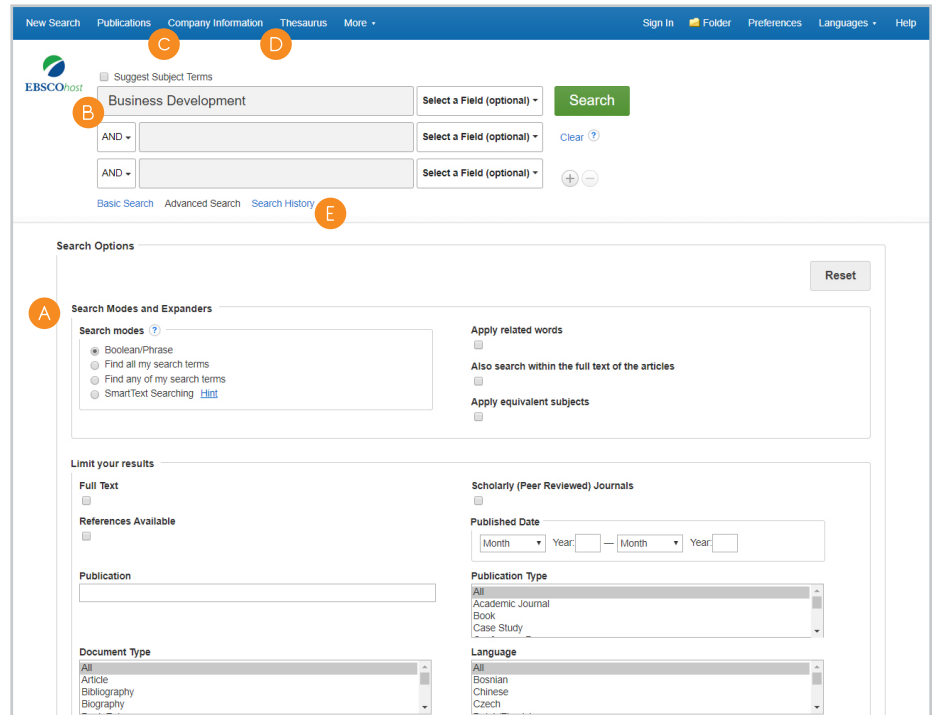 New Search Publications Company Information Thesaurus More Sign In Folder Preferences Languages Help
C D
EBSCOhost
Suggest Subject Terms
B Business Development Select a Field (optional) Search
AND Select a Field (optional) Clear ?
AND Select a Field (optional) + −
Basic Search Advanced Search Search History E
Search Options
Reset
A Search Modes and Expanders
Search modes ? Apply related words
Boolean/Phrase
Find all my search terms Also search within the full text of the articles
Find any of my search terms
SmartText Searching Hint Apply equivalent subjects
Limit your results
Full Text Scholarly (Peer Reviewed) Journals
References Available Published Date
Month Year: — Month Year:
Publication Publication Type
All
Academic Journal
Book
Case Study
Document Type Language
All All
Article Bosnian
Bibliography Chinese
Biography Czech